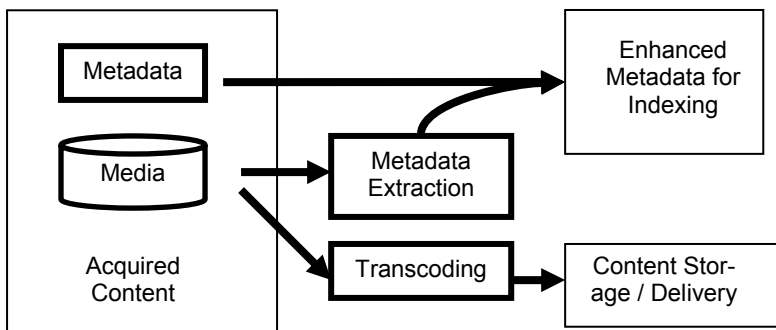 Metadata
Media
Acquired
Content
Metadata
Extraction
Transcoding
Enhanced
Metadata for
Indexing
Content Stor-
age / Delivery